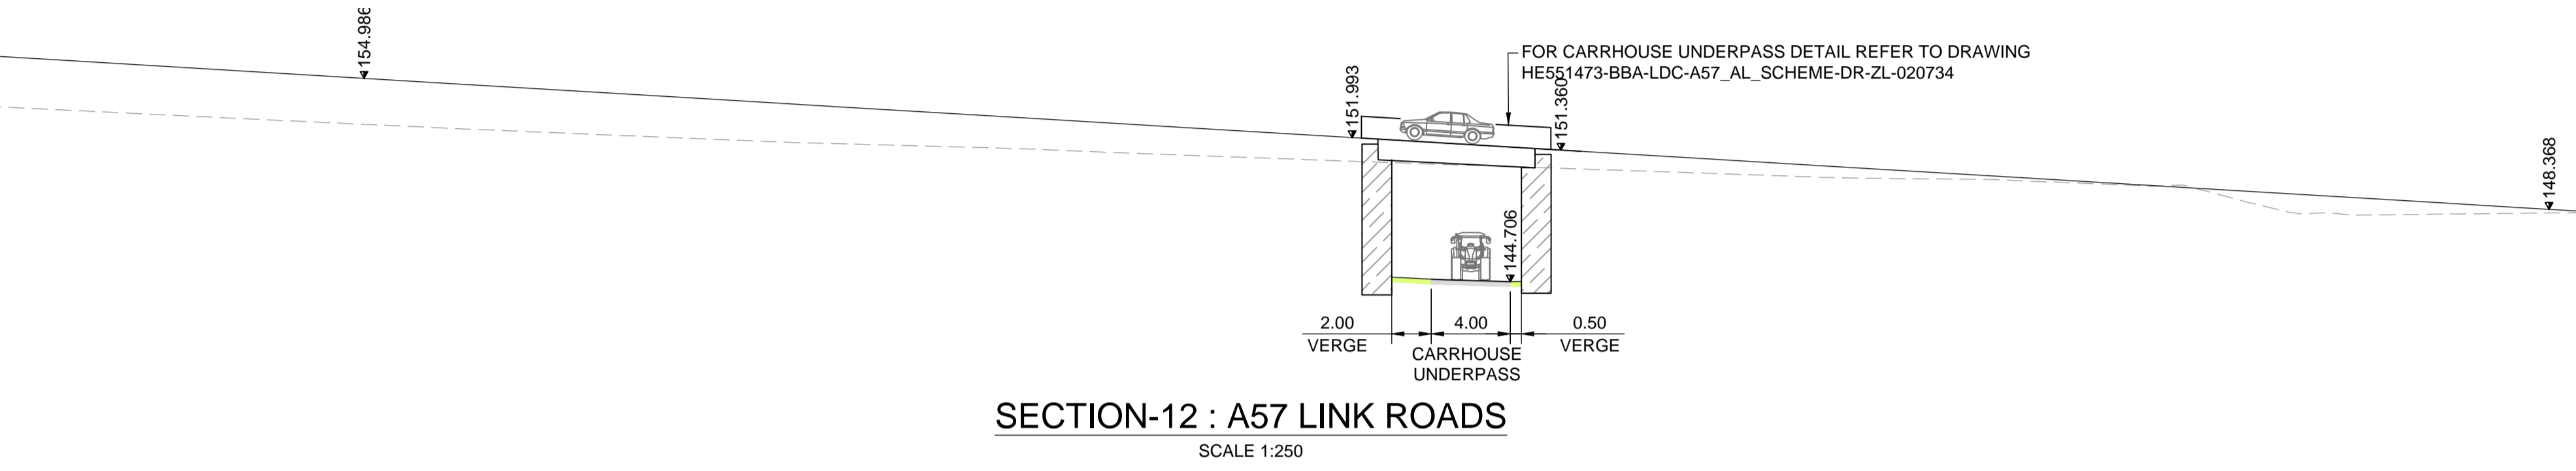 154.986
FOR CARRHOUSE UNDERPASS DETAIL REFER TO DRAWING
HE551473-BBA-LDC-A57_AL_SCHEME-DR-ZL-020734
151.993
151.360
148.368
144.706
2.00 4.00 0.50
VERGE CARRHOUSE VERGE
UNDERPASS
SECTION-12 : A57 LINK ROADS
SCALE 1:250